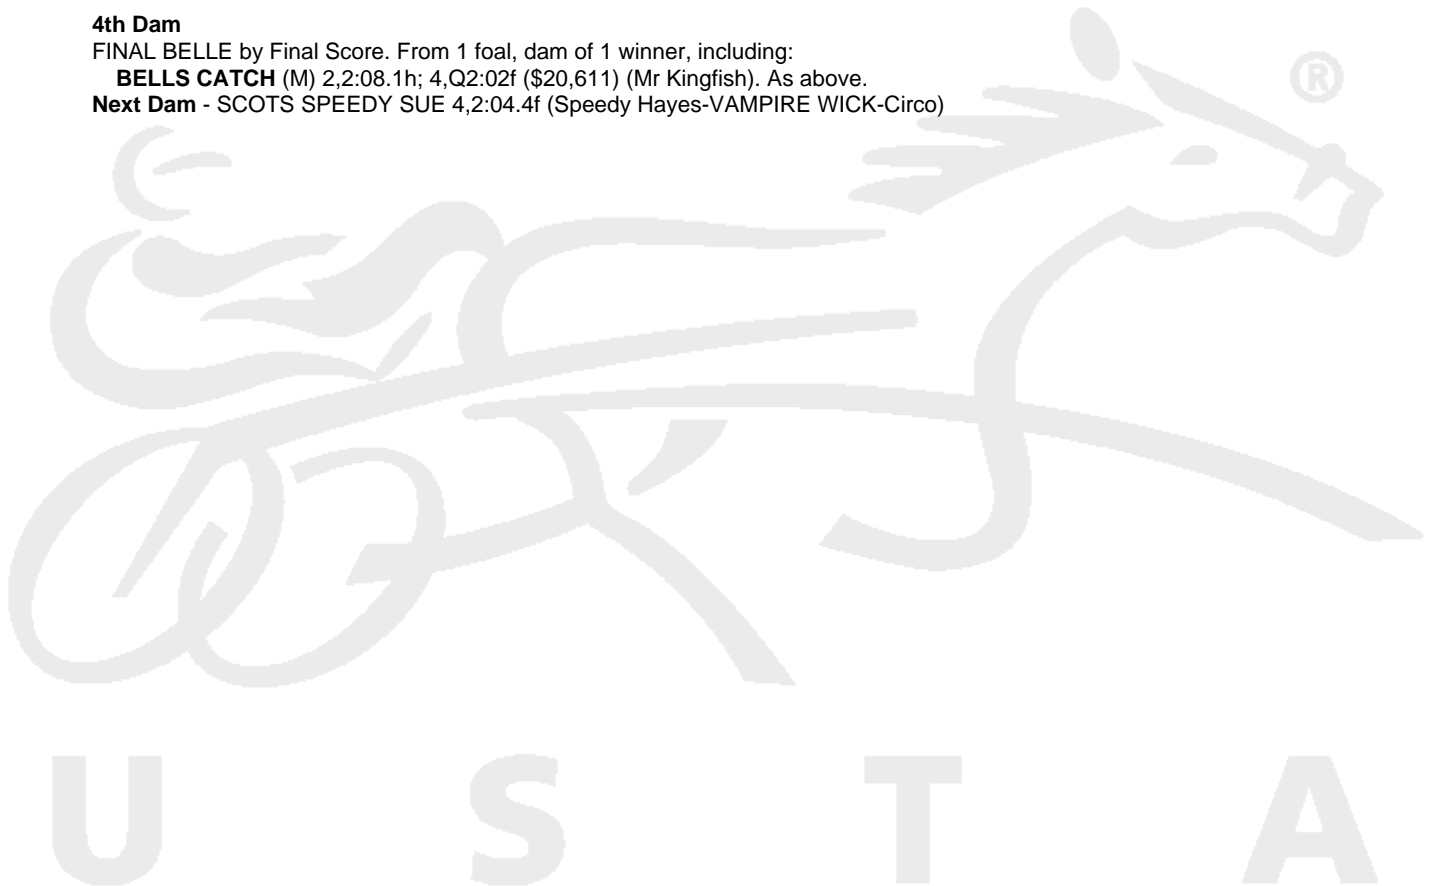 4th Dam
FINAL BELLE by Final Score. From 1 foal, dam of 1 winner, including:
BELLS CATCH (M) 2,2:08.1h; 4,Q2:02f ($20,611) (Mr Kingfish). As above.
Next Dam - SCOTS SPEEDY SUE 4,2:04.4f (Speedy Hayes-VAMPIRE WICK-Circo)
®
U S T A